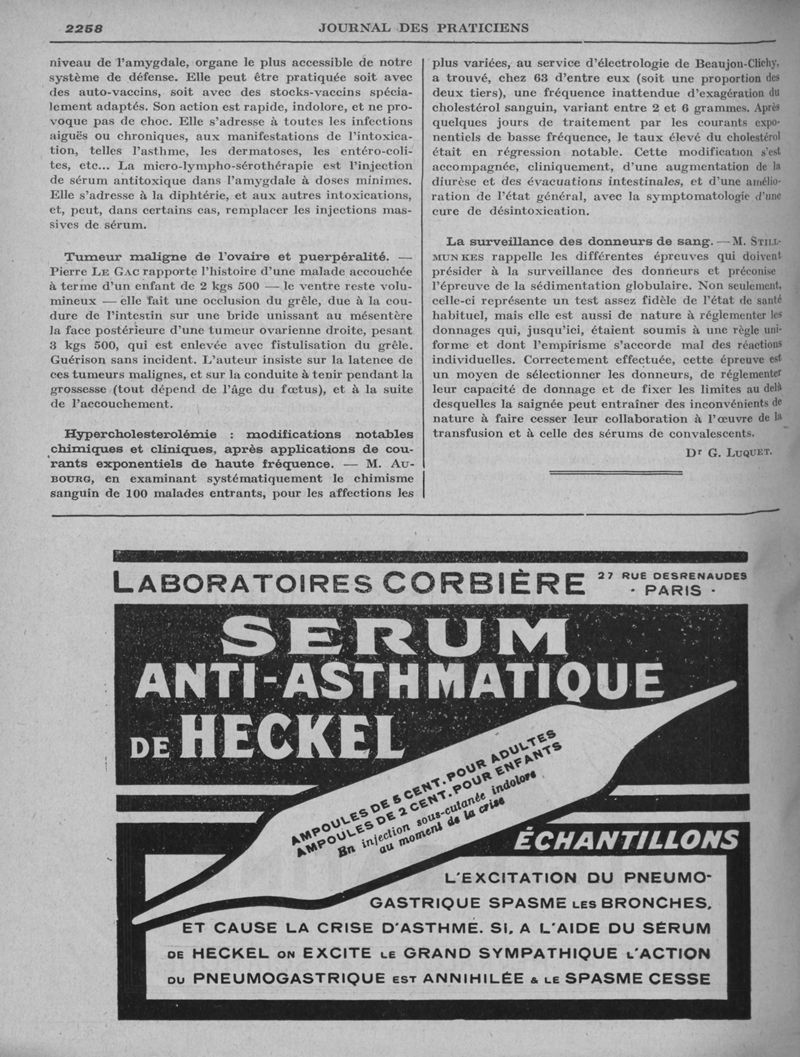 2258
JOURNAL DES PRATICIENS
niveau de l'amygdale, organe le plus accessible de notre
système de défense. Elle peut être pratiquée soit avec
des auto-vaccins, soit avec des stocks-vaccins spécia-
lement adaptés. Son action est rapide, indolore, et ne pro-
voque pas de choc. Elle s'adresse à toutes les infections
aiguës ou chroniques, aux manifestations de l'intoxica-
tion, telles l'asthme, les dermatoses, les entéro-coli-
tes, etc... La micro-lympho-sérothérapie est l'injection
de sérum antitoxique dans l'amygdale à doses minimes.
Elle s'adresse à la diphtérie, et aux autres intoxications,
et, peut, dans certains cas, remplacer les injections mas-
sives de sérum.
Tumeur maligne de l'ovaire et puerpéralité. —
Pierre LE GAC rapporte l'histoire d'une malade accouchée
à terme d'un enfant de 2 kgs 500 — le ventre reste volu-
mineux — elle fait une occlusion du grêle, due à la cou-
dure de l'intestin sur une bride unissant au mésentère
la face postérieure d'une tumeur ovarienne droite, pesant
3 kgs 500, qui est enlevée avec fistulisation du grêle.
Guérison sans incident. L'auteur insiste sur la latence de
ces tumeurs malignes, et sur la conduite à tenir pendant la
grossesse (tout dépend de l'âge du fœtus), et à la suite
de l'accouchement.
Hypercholesterolémie : modifications notables
chimiques et cliniques, après applications de cou-
rants exponentiels de haute fréquence. — M. AU-
BOURG, en examinant systématiquement le chimisme
sanguin de 100 malades entrants, pour les affections les
plus variées, au service d'électrologie de Beaujon-Clichy,
a trouvé, chez 63 d'entre eux (soit une proportion des
deux tiers), une fréquence inattendue d'exagération du
cholestérol sanguin, variant entre 2 et 6 grammes. Après
quelques jours de traitement par les courants expo-
nentiels de basse fréquence, le taux élevé du cholestérol
était en régression notable. Cette modification s'est
accompagnée, cliniquement, d'une augmentation de la
diurèse et des évacuations intestinales, et d'une amélio-
ration de l'état général, avec la symptomatologie d'une
cure de désintoxication.
La surveillance des donneurs de sang. — M. STILL-
MUNKES rappelle les différentes épreuves qui doivent
présider à la surveillance des donneurs et préconise
l'épreuve de la sédimentation globulaire. Non seulement,
celle-ci représente un test assez fidèle de l'état de santé
habituel, mais elle est aussi de nature à réglementer les
donnages qui, jusqu'ici, étaient soumis à une règle uni-
forme et dont l'empirisme s'accorde mal des réactions
individuelles. Correctement effectuée, cette épreuve est
un moyen de sélectionner les donneurs, de réglementer
leur capacité de donnage et de fixer les limites au delà
desquelles la saignée peut entraîner des inconvénients de
nature à faire cesser leur collaboration à l'œuvre de la
transfusion et à celle des sérums de convalescents.
Dr G. LUQUET.
LABORATOIRES CORBIÈRE
27 RUE DESRENAUDES
· PARIS ·
SERUM
ANTI-ASTHMATIQUE
DE HECKEL
AMPOULES DE 5 CENT. POUR ADULTES
AMPOULES DE 2 CENT. POUR ENFANTS
En injection sous-cutanée indolore
au moment de la crise
ÉCHANTILLONS
L'EXCITATION DU PNEUMO-
GASTRIQUE SPASME LES BRONCHES,
ET CAUSE LA CRISE D'ASTHME. SI, A L'AIDE DU SÉRUM
DE HECKEL ON EXCITE LE GRAND SYMPATHIQUE L'ACTION
DU PNEUMOGASTRIQUE EST ANNIHILÉE & LE SPASME CESSE